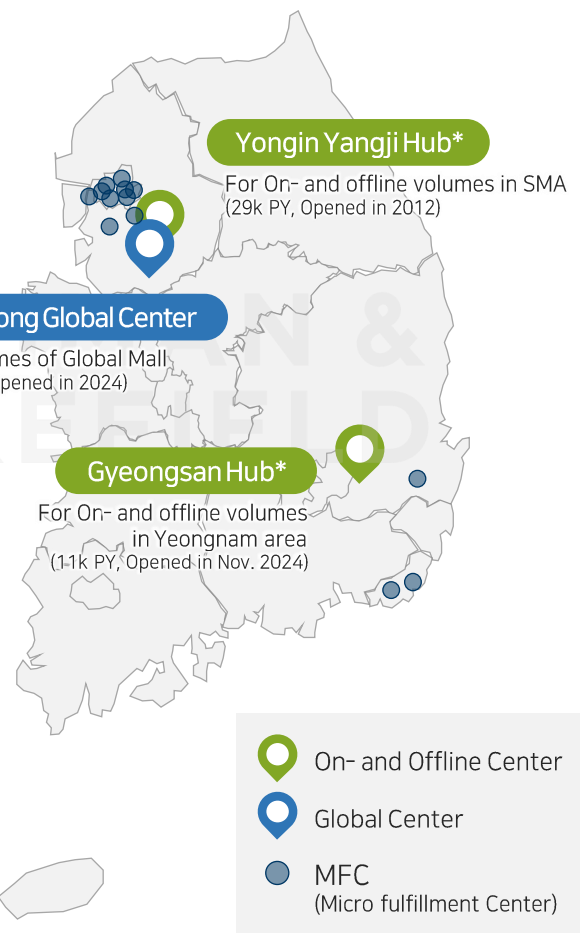 Yongin Yangji Hub*
For On- and offline volumes in SMA
(29k PY, Opened in 2012)
ong Global Center
mes of Global Mall
pened in 2024)
Gyeongsan Hub*
For On- and offline volumes
in Yeongnam area
(11k PY, Opened in Nov. 2024)
On- and Offline Center
Global Center
MFC
(Micro fulfillment Center)